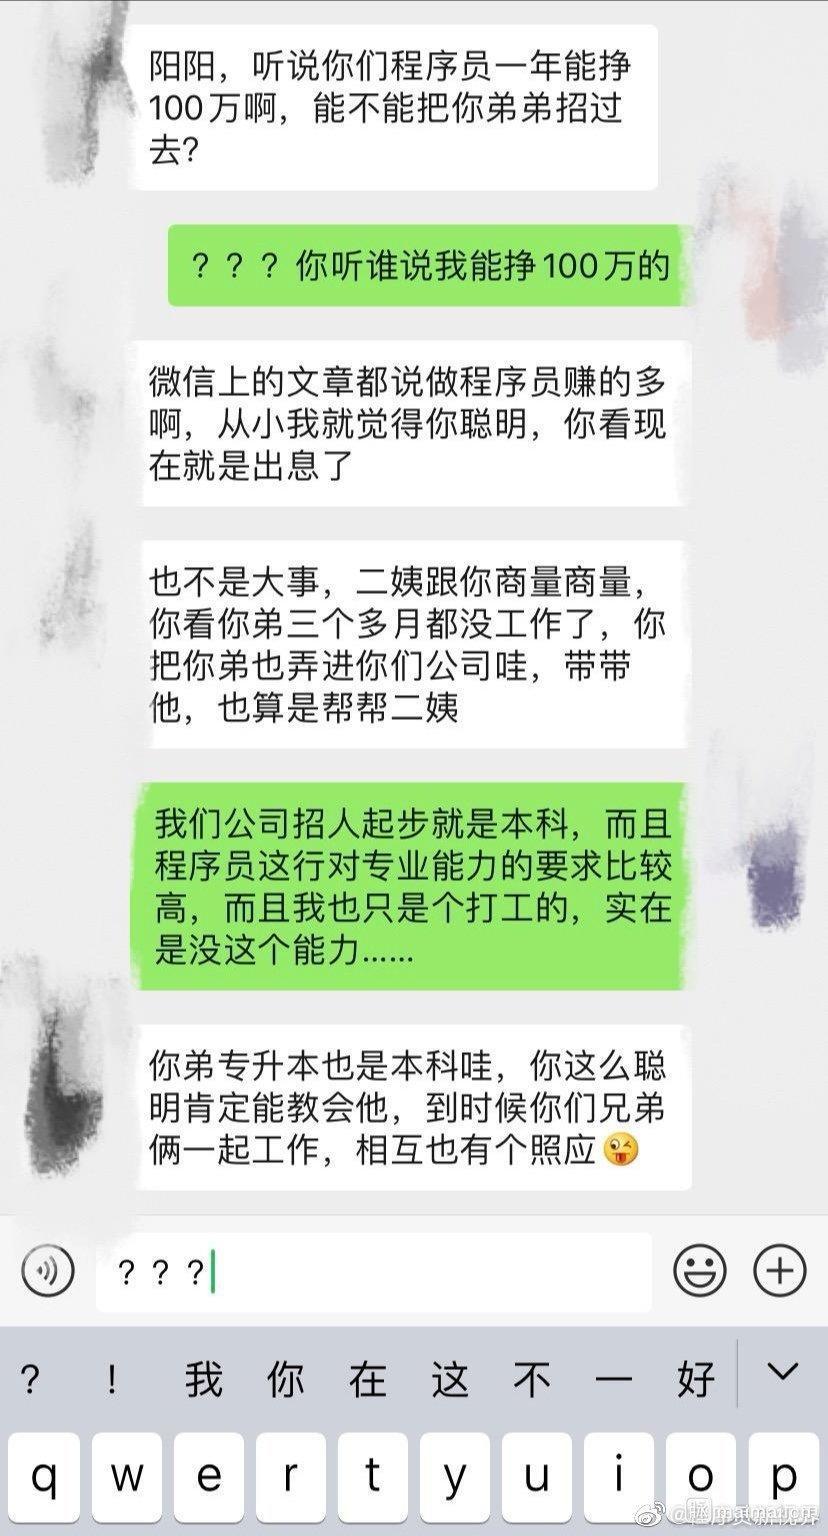 阳阳，听说你们程序员一年能挣
100万啊，能不能把你弟弟招过
去?
？？？你听谁说我能挣100万的
微信上的文章都说做程序员赚的多
啊，从小我就觉得你聪明，你看现
在就是出息了
也不是大事，二姨跟你商量商量，
你看你弟三个多月都没工作了，你
把你弟也弄进你们公司哇，带带
他，也算是帮帮二姨
我们公司招人起步就是本科，而且
程序员这行对专业能力的要求比较
高，而且我也只是个打工的，实在
是没这个能力……
你弟专升本也是本科哇，你这么聪
明肯定能教会他，到时候你们兄弟
俩一起工作，相互也有个照应😜
？？？
？ ！ 我 你 在 这 不 一 好
q w e r t y u i o p